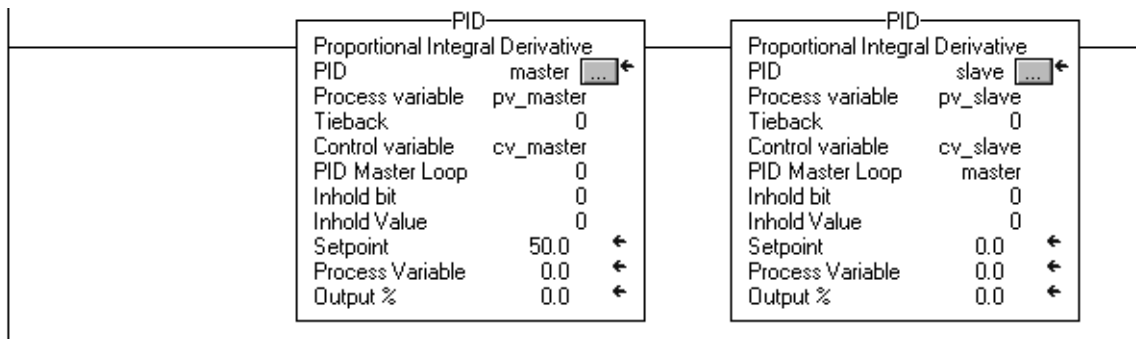 PID
Proportional Integral Derivative
PID master ...
Process variable pv_master
Tieback 0
Control variable cv_master
PID Master Loop 0
Inhold bit 0
Inhold Value 0
Setpoint 50.0
Process Variable 0.0
Output % 0.0
PID
Proportional Integral Derivative
PID slave ...
Process variable pv_slave
Tieback 0
Control variable cv_slave
PID Master Loop master
Inhold bit 0
Inhold Value 0
Setpoint 0.0
Process Variable 0.0
Output % 0.0